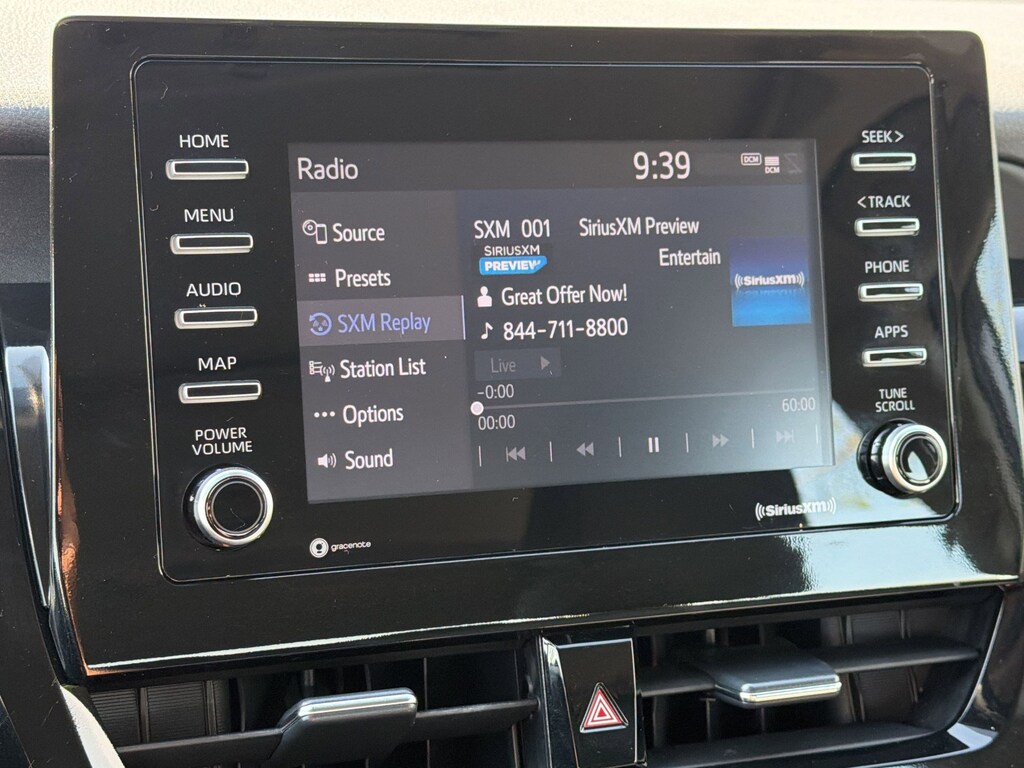 HOME
MENU
AUDIO
MAP
POWER
VOLUME
Radio
9:39
DCM
DCM
Source
Presets
SXM Replay
Station List
Options
Sound
SXM 001 SiriusXM Preview
SIRIUSXM
PREVIEW
Entertain
Great Offer Now!
844-711-8800
Live
-0:00
00:00
60:00
SiriusXM
SEEK >
< TRACK
PHONE
APPS
TUNE
SCROLL
gracenote
SiriusXM